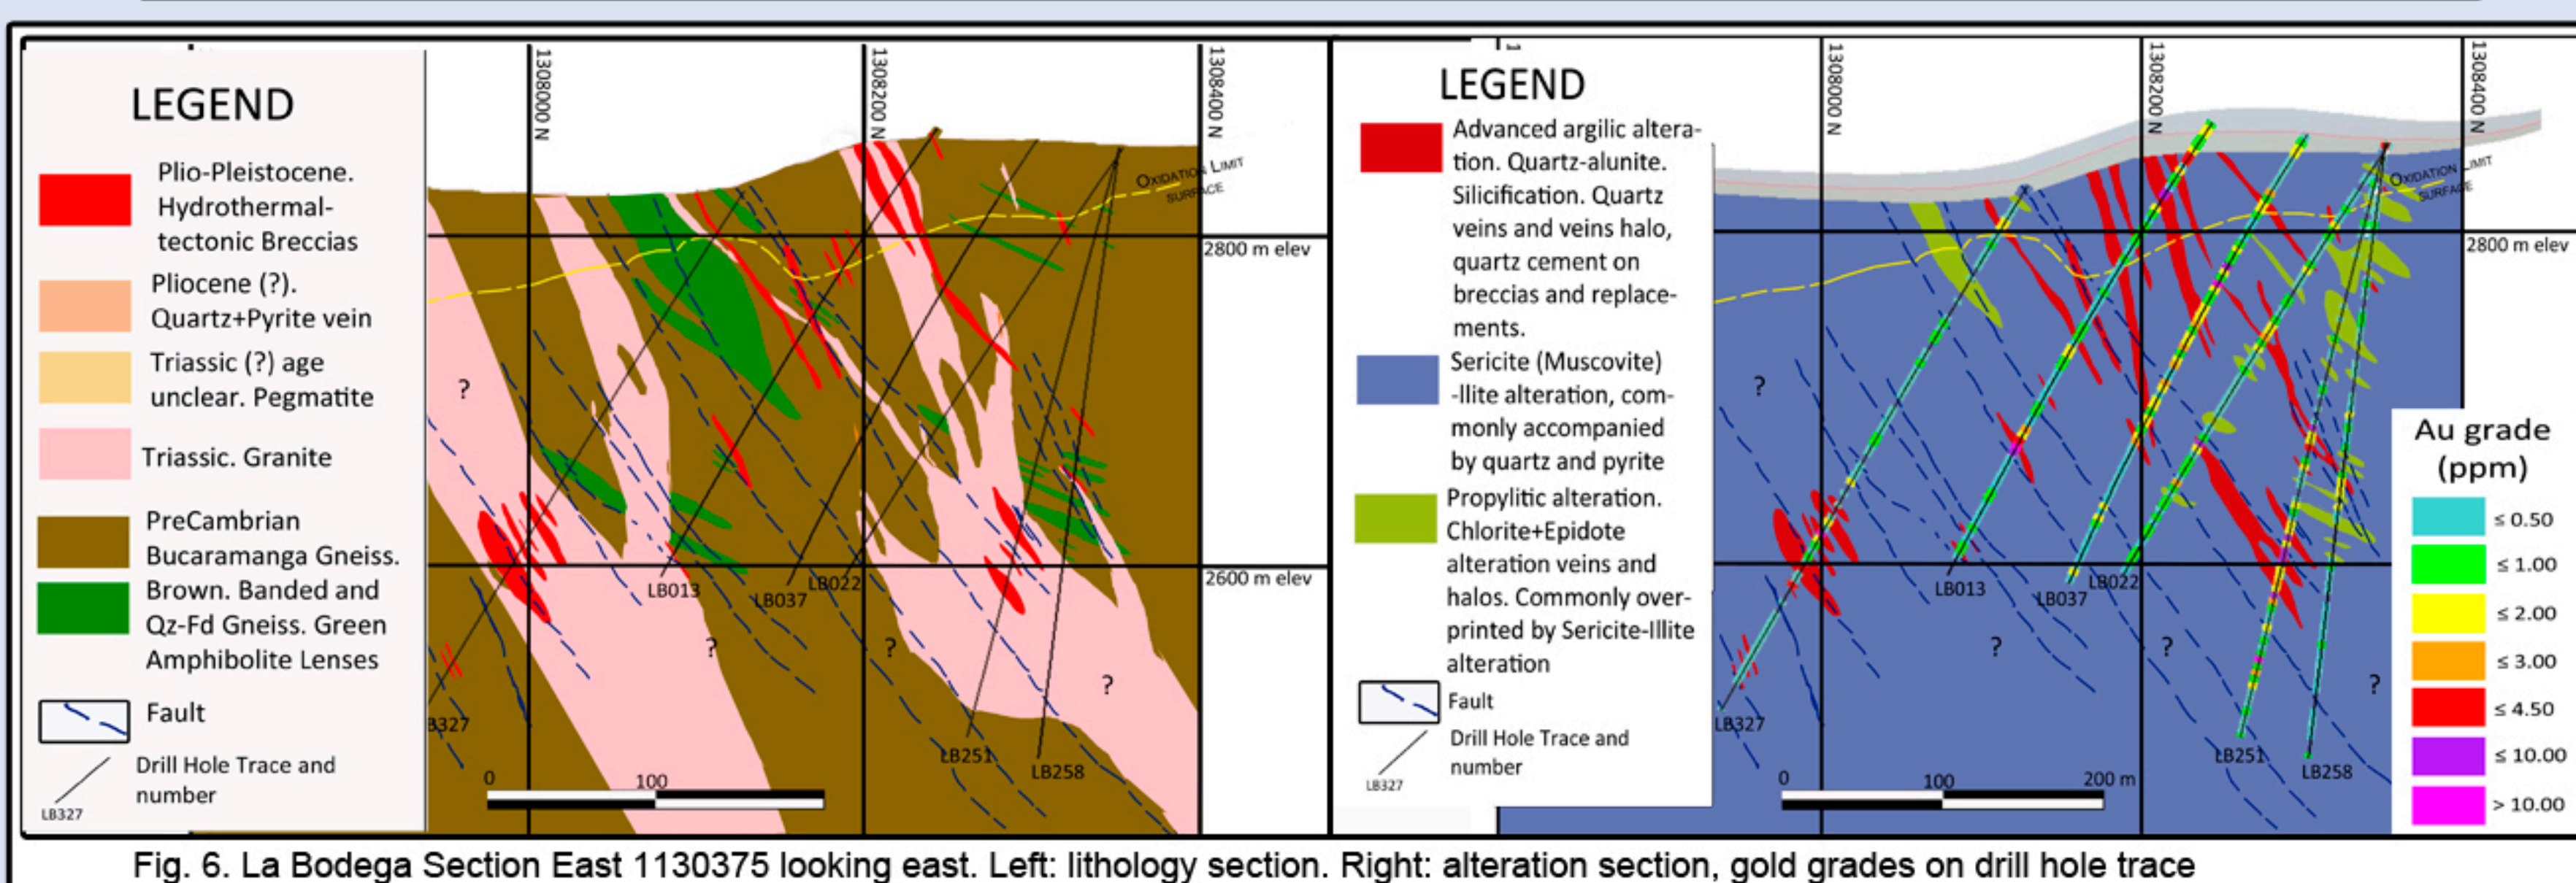 LEGEND
Plio-Pleistocene.
Hydrothermal-
tectonic Breccias
Pliocene (?).
Quartz+Pyrite vein
Triassic (?) age
unclear. Pegmatite
Triassic. Granite
PreCambrian
Bucaramanga Gneiss.
Brown. Banded and
Qz-Fd Gneiss. Green
Amphibolite Lenses
Fault
Drill Hole Trace and
number
LB327
1308000 N
1308200 N
1308400 N
OXIDATION LIMIT
SURFACE
2800 m elev
2600 m elev
?
?
?
?
LB013
LB037
LB022
B327
LB251
LB258
0
100
LEGEND
Advanced argilic altera-
tion. Quartz-alunite.
Silicification. Quartz
veins and veins halo,
quartz cement on
breccias and replace-
ments.
Sericite (Muscovite)
-Illite alteration, com-
monly accompanied
by quartz and pyrite
Propylitic alteration.
Chlorite+Epidote
alteration veins and
halos. Commonly over-
printed by Sericite-Illite
alteration
Fault
Drill Hole Trace and
number
LB327
1308000 N
1308200 N
1308400 N
OXIDATION LIMIT
SURFACE
2800 m elev
?
?
?
?
LB013
LB037
LB022
LB327
LB251
LB258
0
100
200 m
Au grade
(ppm)
≤ 0.50
≤ 1.00
≤ 2.00
≤ 3.00
≤ 4.50
≤ 10.00
> 10.00
Fig. 6. La Bodega Section East 1130375 looking east. Left: lithology section. Right: alteration section, gold grades on drill hole trace